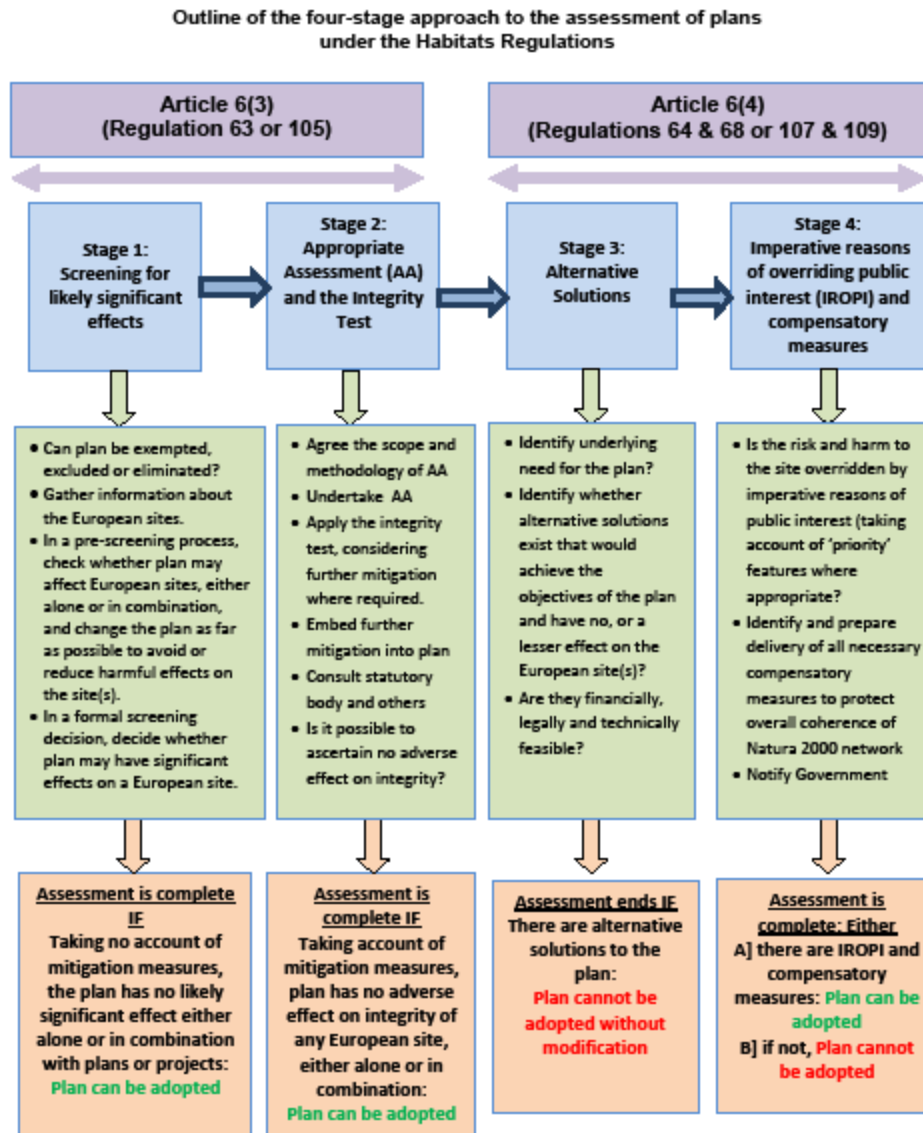 Outline of the four-stage approach to the assessment of plans
under the Habitats Regulations
Article 6(3)
(Regulation 63 or 105)
Article 6(4)
(Regulations 64 & 68 or 107 & 109)
Stage 1:
Screening for
likely significant
effects
Stage 2:
Appropriate
Assessment (AA)
and the Integrity
Test
Stage 3:
Alternative
Solutions
Stage 4:
Imperative reasons
of overriding public
interest (IROPI) and
compensatory
measures
• Can plan be exempted,
excluded or eliminated?
• Gather information about
the European sites.
• In a pre-screening process,
check whether plan may
affect European sites, either
alone or in combination,
and change the plan as far
as possible to avoid or
reduce harmful effects on
the site(s).
• In a formal screening
decision, decide whether
plan may have significant
effects on a European site.
• Agree the scope and
methodology of AA
• Undertake AA
• Apply the integrity
test, considering
further mitigation
where required.
• Embed further
mitigation into plan
• Consult statutory
body and others
• Is it possible to
ascertain no adverse
effect on integrity?
• Identify underlying
need for the plan?
• Identify whether
alternative solutions
exist that would
achieve the
objectives of the plan
and have no, or a
lesser effect on the
European site(s)?
• Are they financially,
legally and technically
feasible?
• Is the risk and harm to
the site overridden by
imperative reasons of
public interest (taking
account of ‘priority’
features where
appropriate?
• Identify and prepare
delivery of all necessary
compensatory
measures to protect
overall coherence of
Natura 2000 network
• Notify Government
Assessment is complete
IF
Taking no account of
mitigation measures,
the plan has no likely
significant effect either
alone or in combination
with plans or projects:
Plan can be adopted
Assessment is
complete IF
Taking account of
mitigation measures,
plan has no adverse
effect on integrity of
any European site,
either alone or in
combination:
Plan can be adopted
Assessment ends IF
There are alternative
solutions to the
plan:
Plan cannot be
adopted without
modification
Assessment is
complete: Either
A] there are IROPI and
compensatory
measures: Plan can be
adopted
B] if not, Plan cannot
be adopted